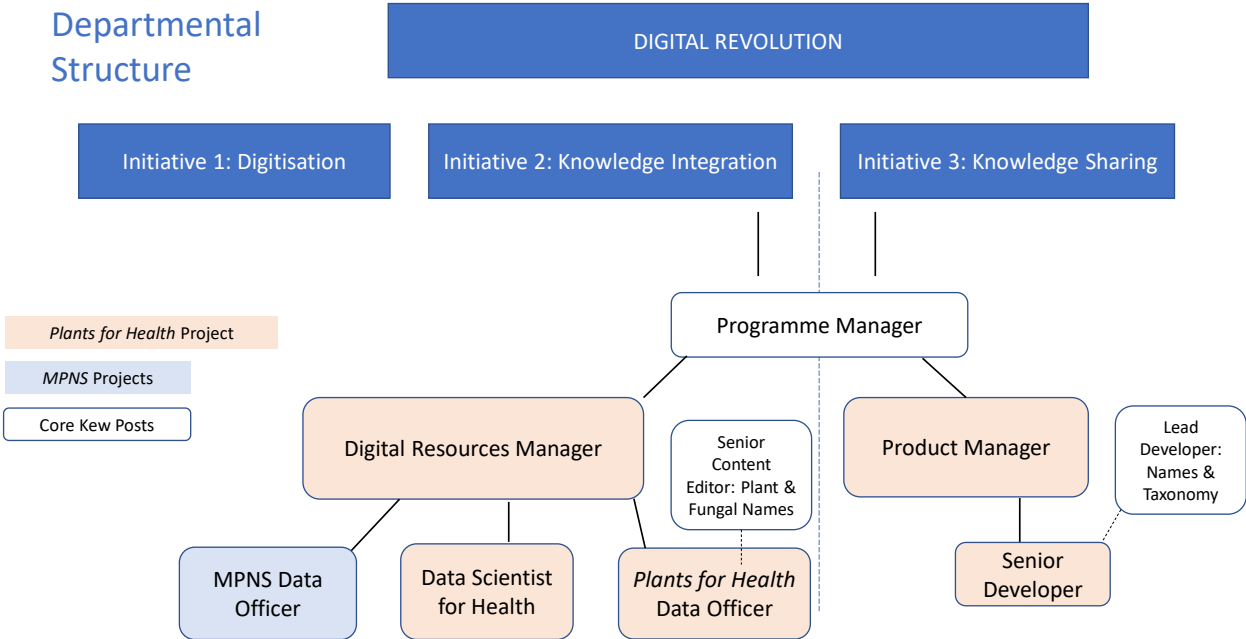 Departmental
Structure
DIGITAL REVOLUTION
Initiative 1: Digitisation
Initiative 2: Knowledge Integration
Initiative 3: Knowledge Sharing
Programme Manager
Plants for Health Project
MPNS Projects
Core Kew Posts
Digital Resources Manager
Senior
Content
Editor: Plant &
Fungal Names
Product Manager
Lead
Developer:
Names &
Taxonomy
MPNS Data
Officer
Data Scientist
for Health
Plants for Health
Data Officer
Senior
Developer